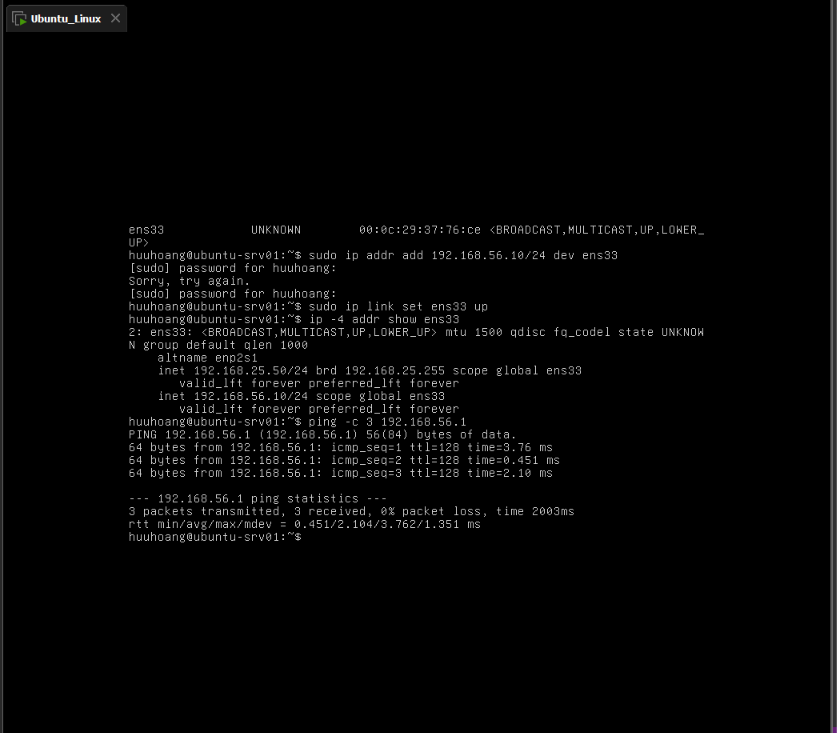 Ubuntu_Linux
ens33 UNKNOWN 00:0c:29:37:76:ce <BROADCAST,MULTICAST,UP,LOWER_
UP>
huuhoang@ubuntu-srv01:~$ sudo ip addr add 192.168.56.10/24 dev ens33
[sudo] password for huuhoang:
Sorry, try again.
[sudo] password for huuhoang:
huuhoang@ubuntu-srv01:~$ sudo ip link set ens33 up
huuhoang@ubuntu-srv01:~$ ip -4 addr show ens33
2: ens33: <BROADCAST,MULTICAST,UP,LOWER_UP> mtu 1500 qdisc fq_codel state UNKNOW
N group default qlen 1000
altname enp2s1
inet 192.168.25.50/24 brd 192.168.25.255 scope global ens33
valid_lft forever preferred_lft forever
inet 192.168.56.10/24 scope global ens33
valid_lft forever preferred_lft forever
huuhoang@ubuntu-srv01:~$ ping -c 3 192.168.56.1
PING 192.168.56.1 (192.168.56.1) 56(84) bytes of data.
64 bytes from 192.168.56.1: icmp_seq=1 ttl=128 time=3.76 ms
64 bytes from 192.168.56.1: icmp_seq=2 ttl=128 time=0.451 ms
64 bytes from 192.168.56.1: icmp_seq=3 ttl=128 time=2.10 ms
--- 192.168.56.1 ping statistics ---
3 packets transmitted, 3 received, 0% packet loss, time 2003ms
rtt min/avg/max/mdev = 0.451/2.104/3.762/1.351 ms
huuhoang@ubuntu-srv01:~$